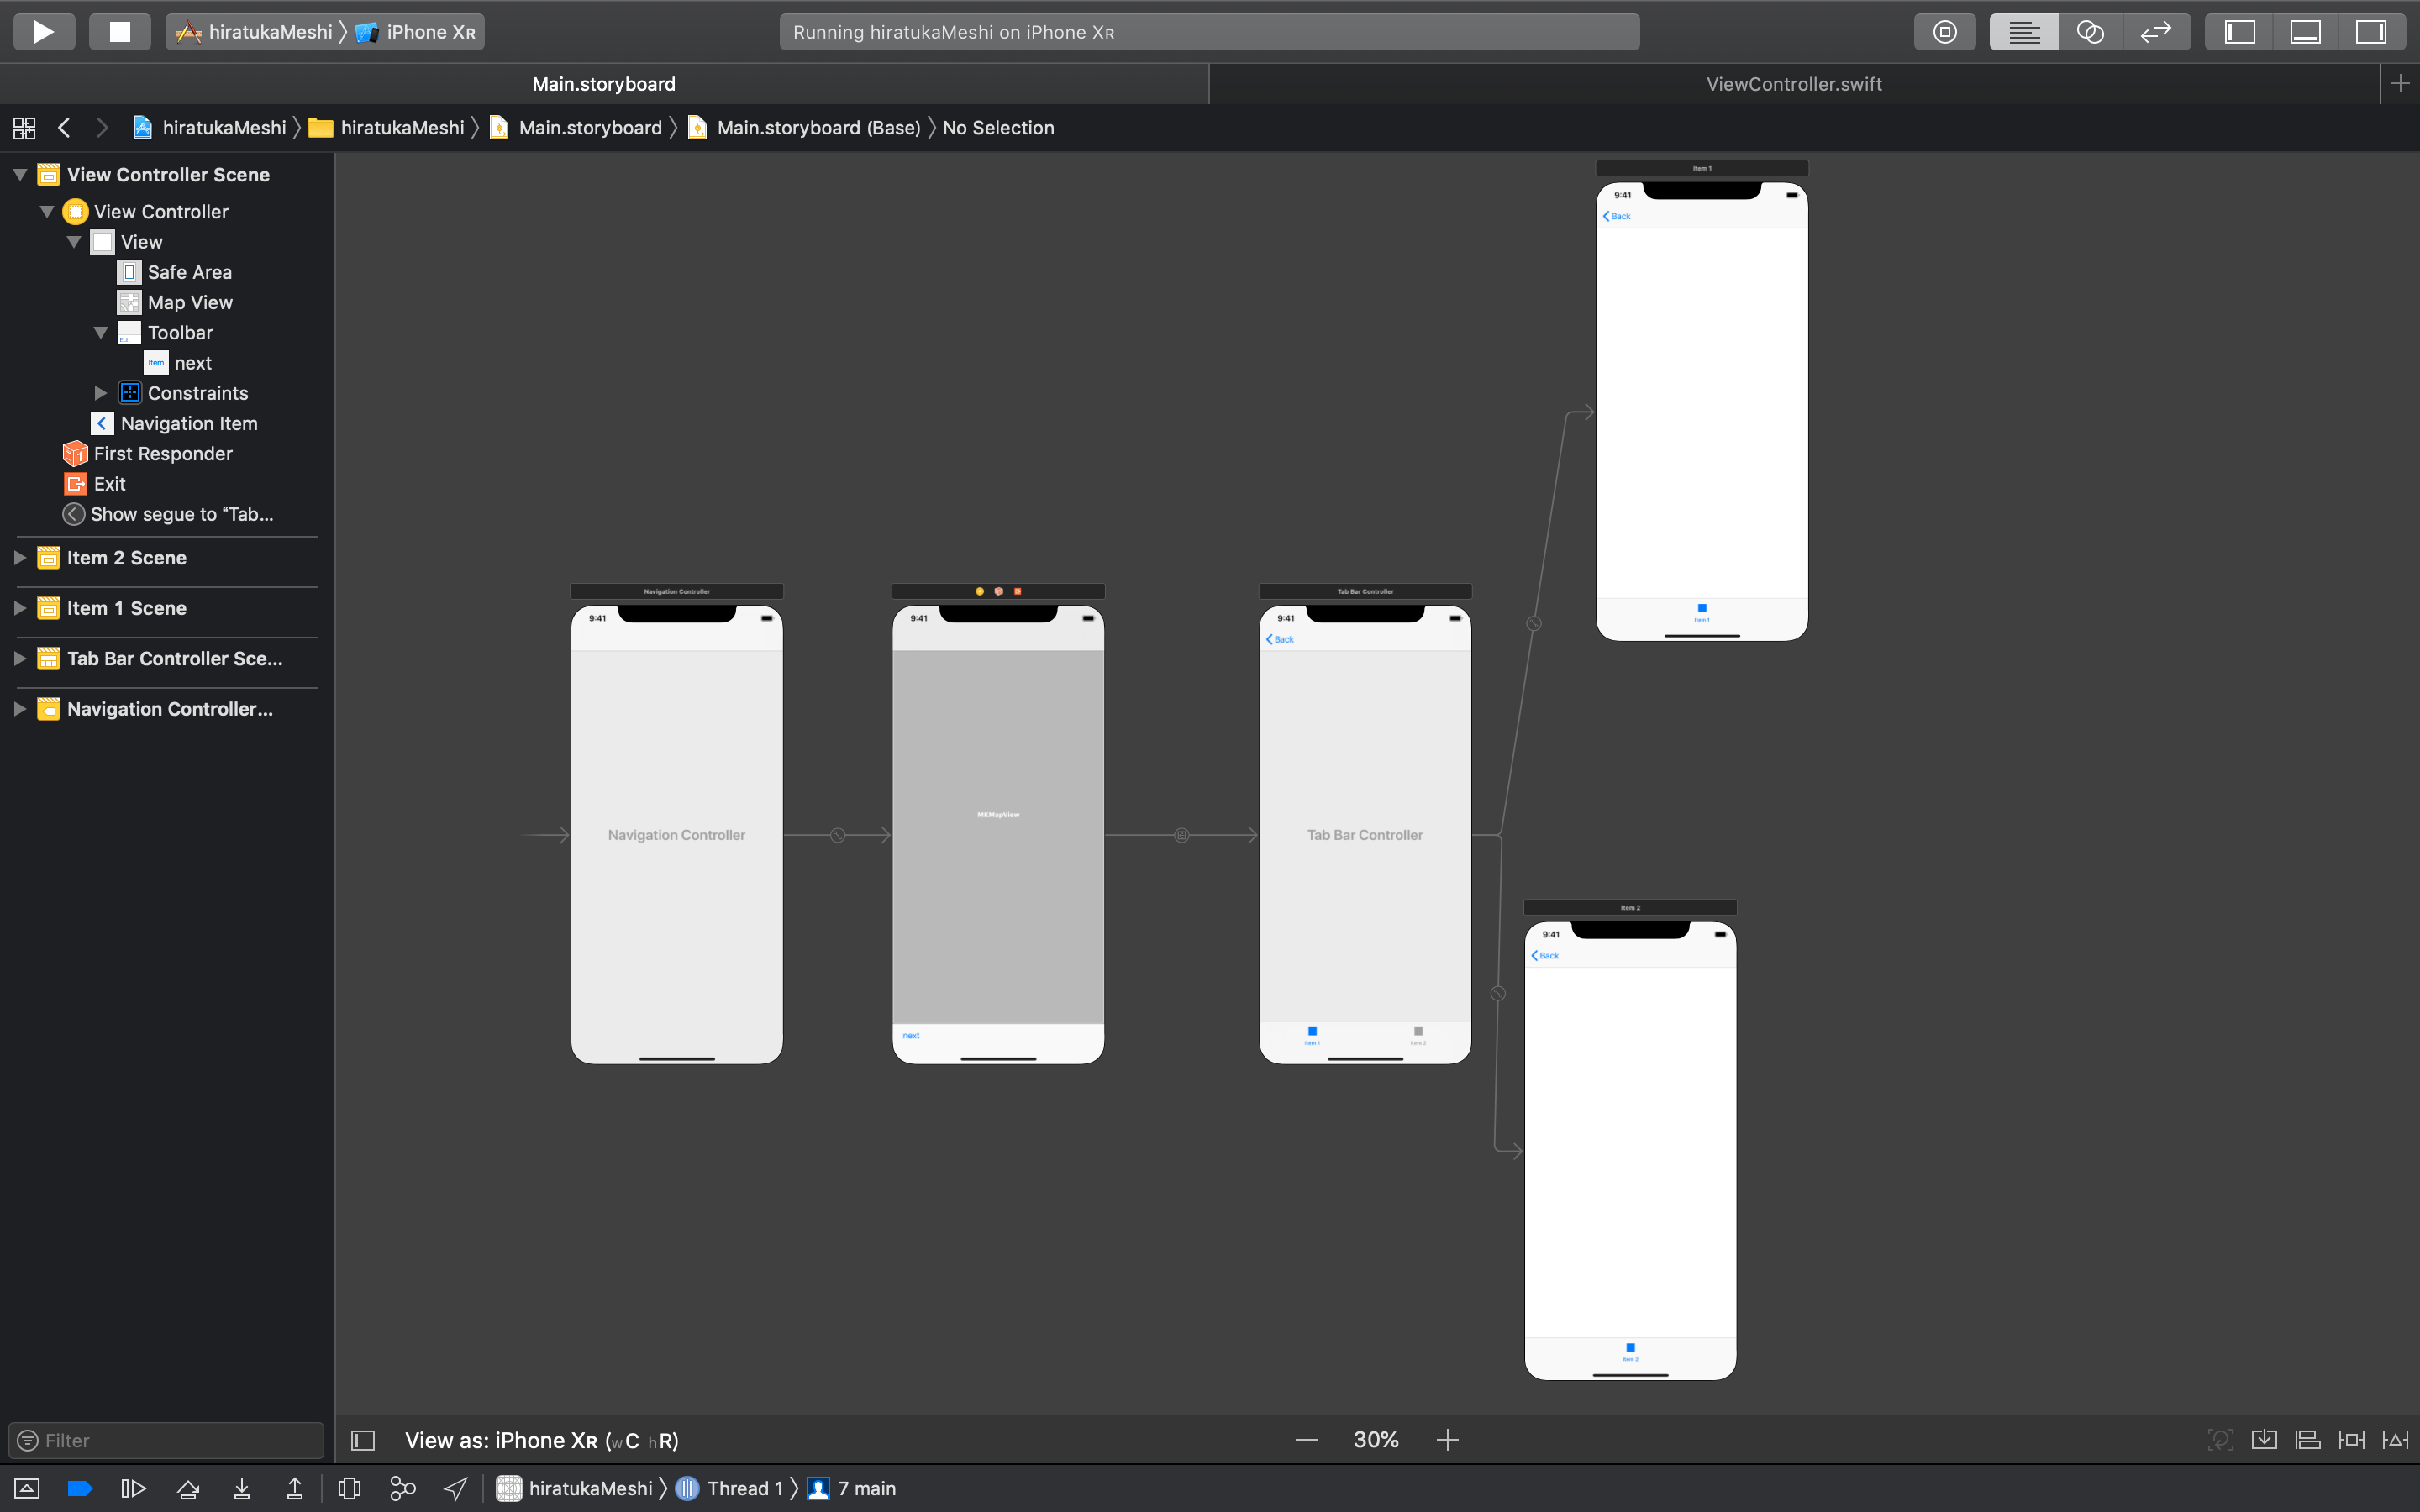 hiratukaMeshi 〉 iPhone XR
Running hiratukaMeshi on iPhone XR
Main.storyboard
ViewController.swift
hiratukaMeshi 〉 hiratukaMeshi 〉 Main.storyboard 〉 Main.storyboard (Base) 〉 No Selection
View Controller Scene
View Controller
View
Safe Area
Map View
Toolbar
Edit
Item next
Constraints
Navigation Item
First Responder
Exit
Show segue to “Tab...
Item 2 Scene
Item 1 Scene
Tab Bar Controller Sce...
Navigation Controller...
Filter
Item 1
9:41
Back
Item 1
Navigation Controller
9:41
Navigation Controller
9:41
MKMapView
next
Tab Bar Controller
9:41
Back
Tab Bar Controller
Item 1
Item 2
Item 2
9:41
Back
Item 2
View as: iPhone XR (wC hR)
30%
hiratukaMeshi 〉 Thread 1 〉 7 main